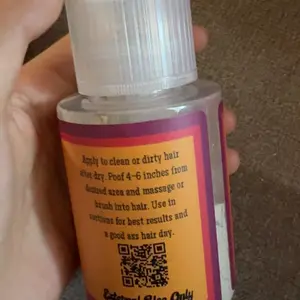 Apply to clean or dirty hair
when dry. Poof 4-6 inches from
desired area and massage or
brush into hair. Use in
sections for best results and
a good ass hair day.
External Use Only